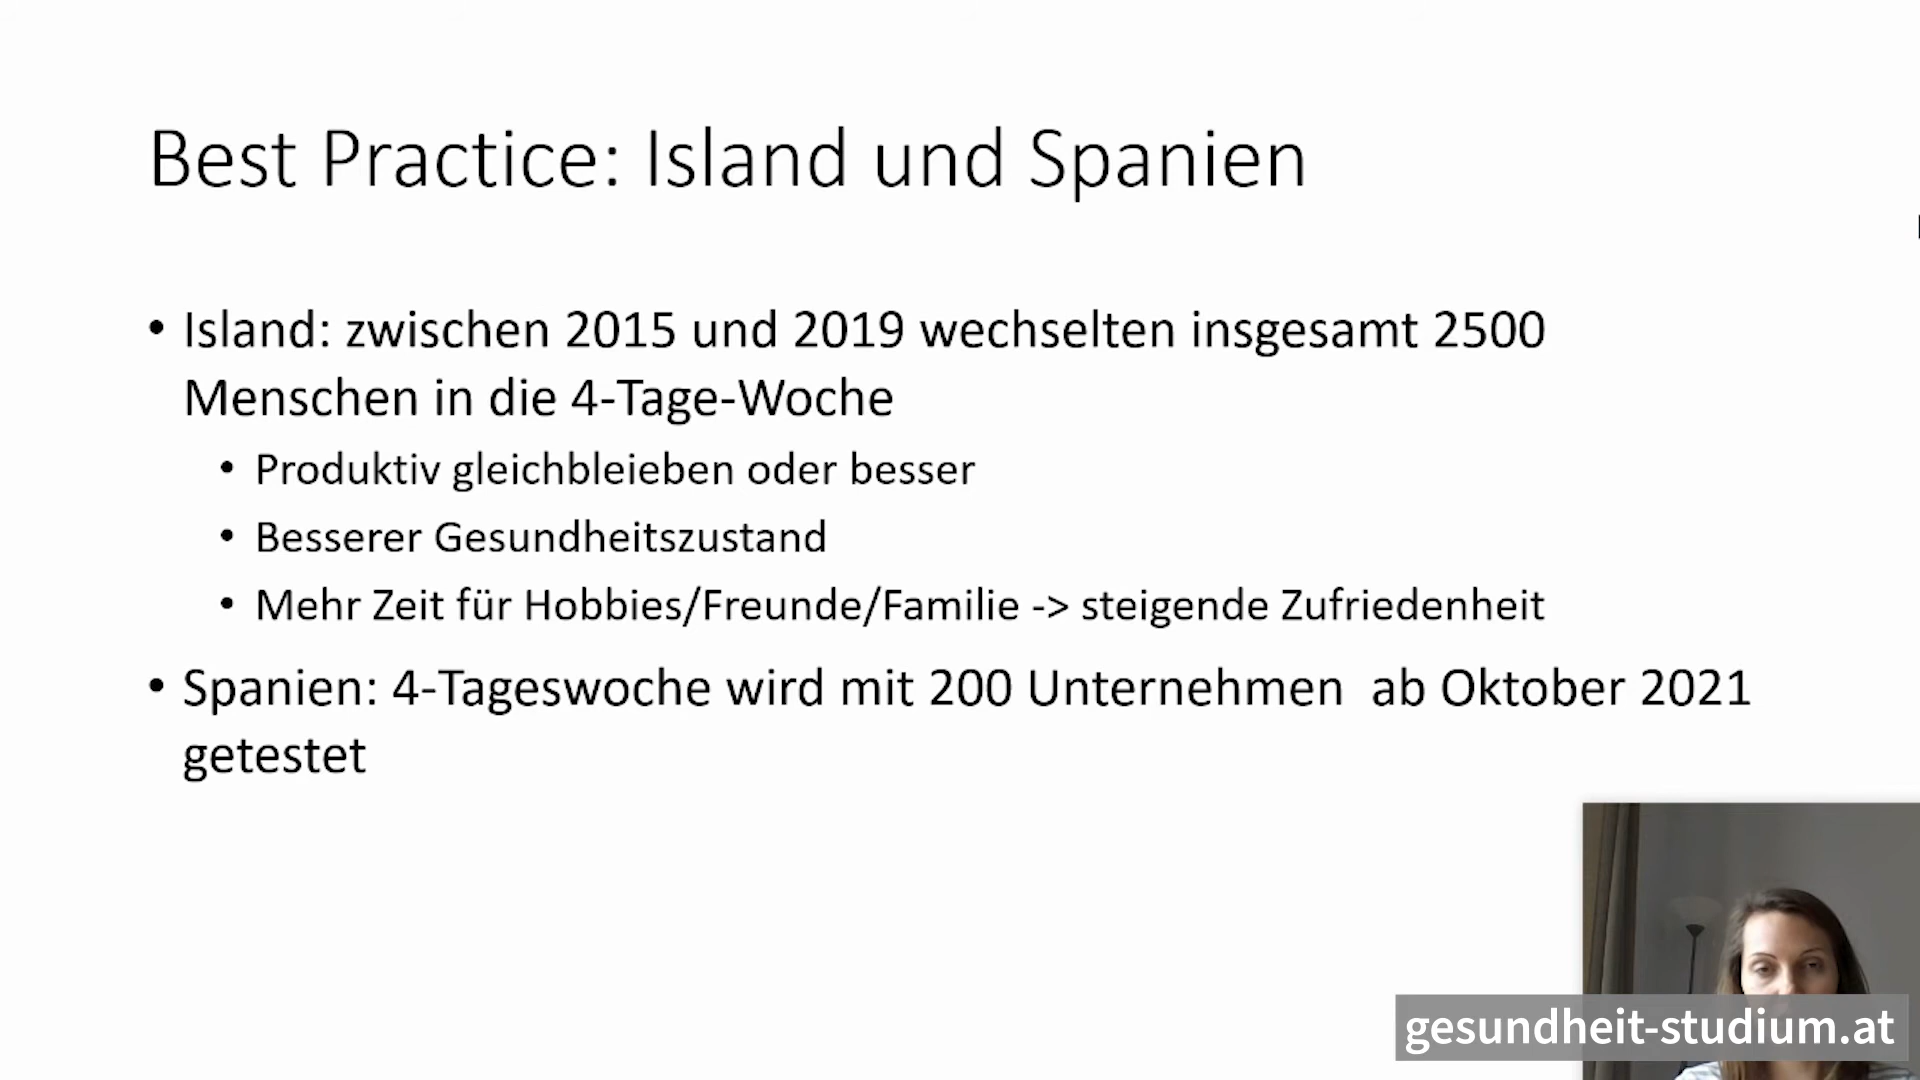 Best Practice: Island und Spanien
• Island: zwischen 2015 und 2019 wechselten insgesamt 2500
Menschen in die 4-Tage-Woche
• Produktiv gleichbleieben oder besser
• Besserer Gesundheitszustand
• Mehr Zeit für Hobbies/Freunde/Familie -> steigende Zufriedenheit
• Spanien: 4-Tageswoche wird mit 200 Unternehmen  ab Oktober 2021
getestet
gesundheit-studium.at